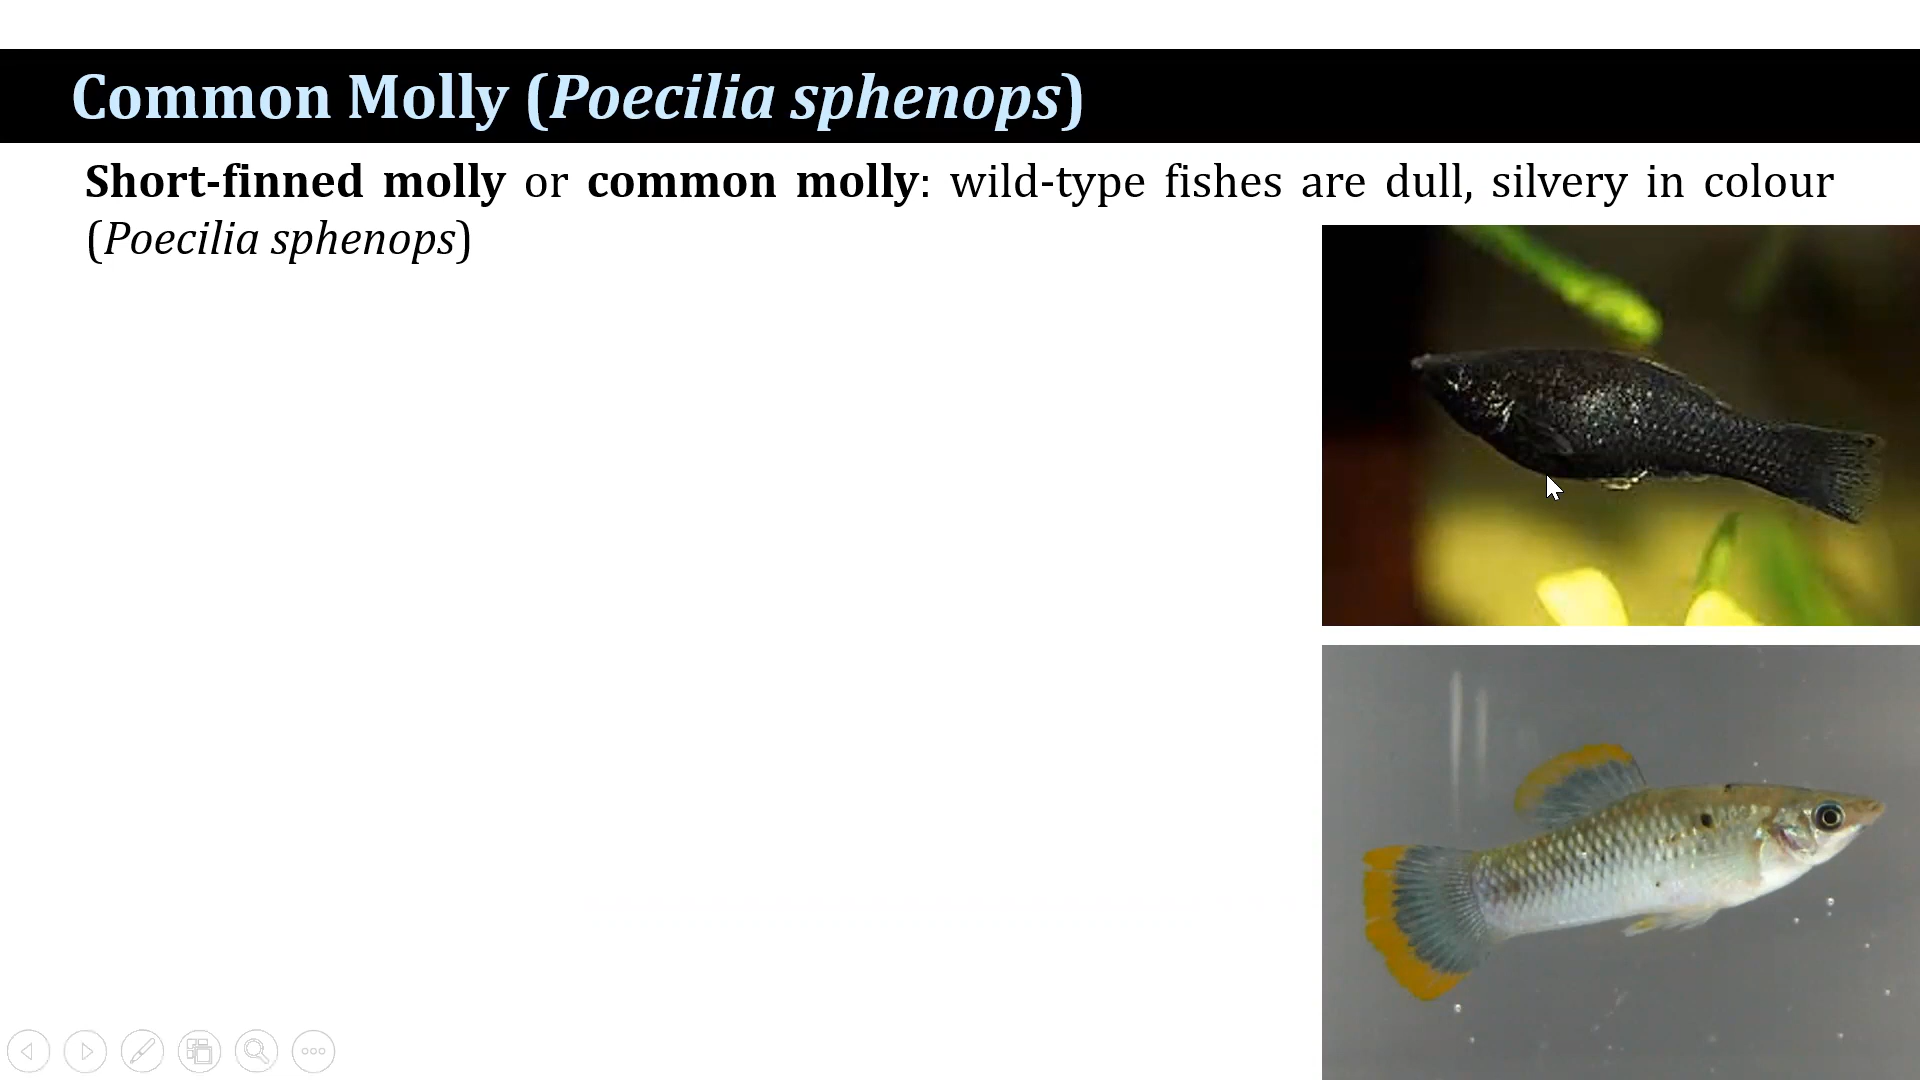 Common Molly (Poecilia sphenops)
Short-finned molly or common molly: wild-type fishes are dull, silvery in colour
(Poecilia sphenops)